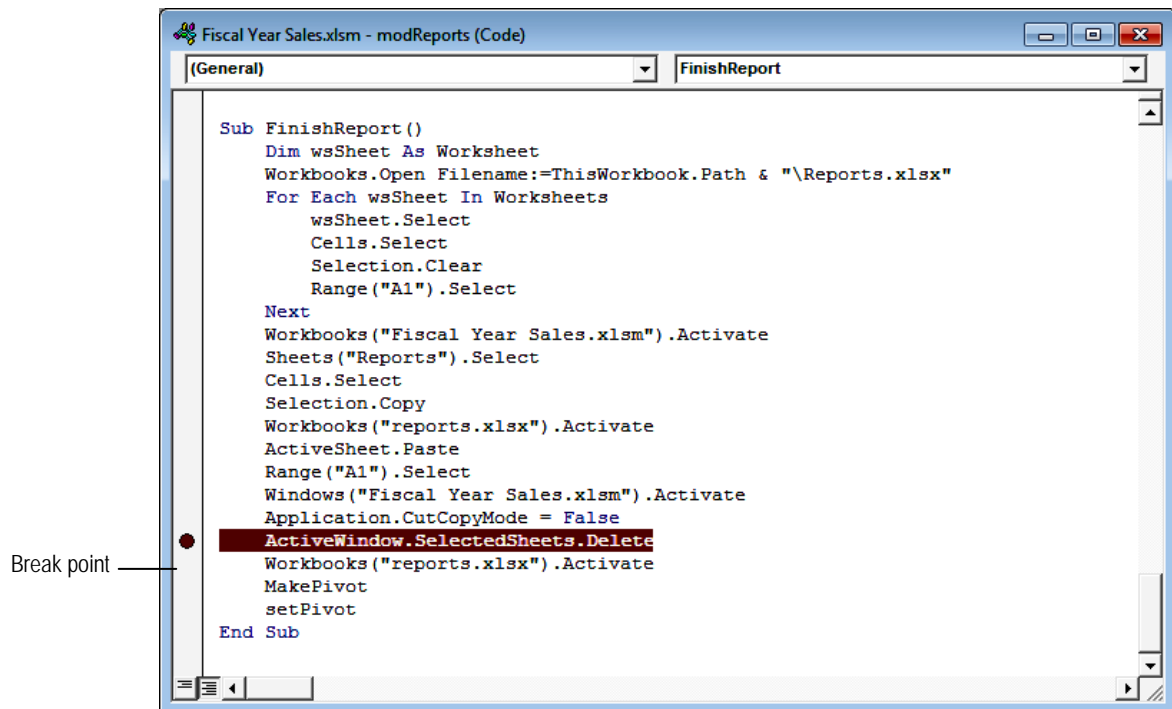 Fiscal Year Sales.xlsm - modReports (Code)
(General)
FinishReport
Sub FinishReport()
    Dim wsSheet As Worksheet
    Workbooks.Open Filename:=ThisWorkbook.Path & "\Reports.xlsx"
    For Each wsSheet In Worksheets
        wsSheet.Select
        Cells.Select
        Selection.Clear
        Range("A1").Select
    Next
    Workbooks("Fiscal Year Sales.xlsm").Activate
    Sheets("Reports").Select
    Cells.Select
    Selection.Copy
    Workbooks("reports.xlsx").Activate
    ActiveSheet.Paste
    Range("A1").Select
    Windows("Fiscal Year Sales.xlsm").Activate
    Application.CutCopyMode = False
    ActiveWindow.SelectedSheets.Delete
Break point
    Workbooks("reports.xlsx").Activate
    MakePivot
    setPivot
End Sub